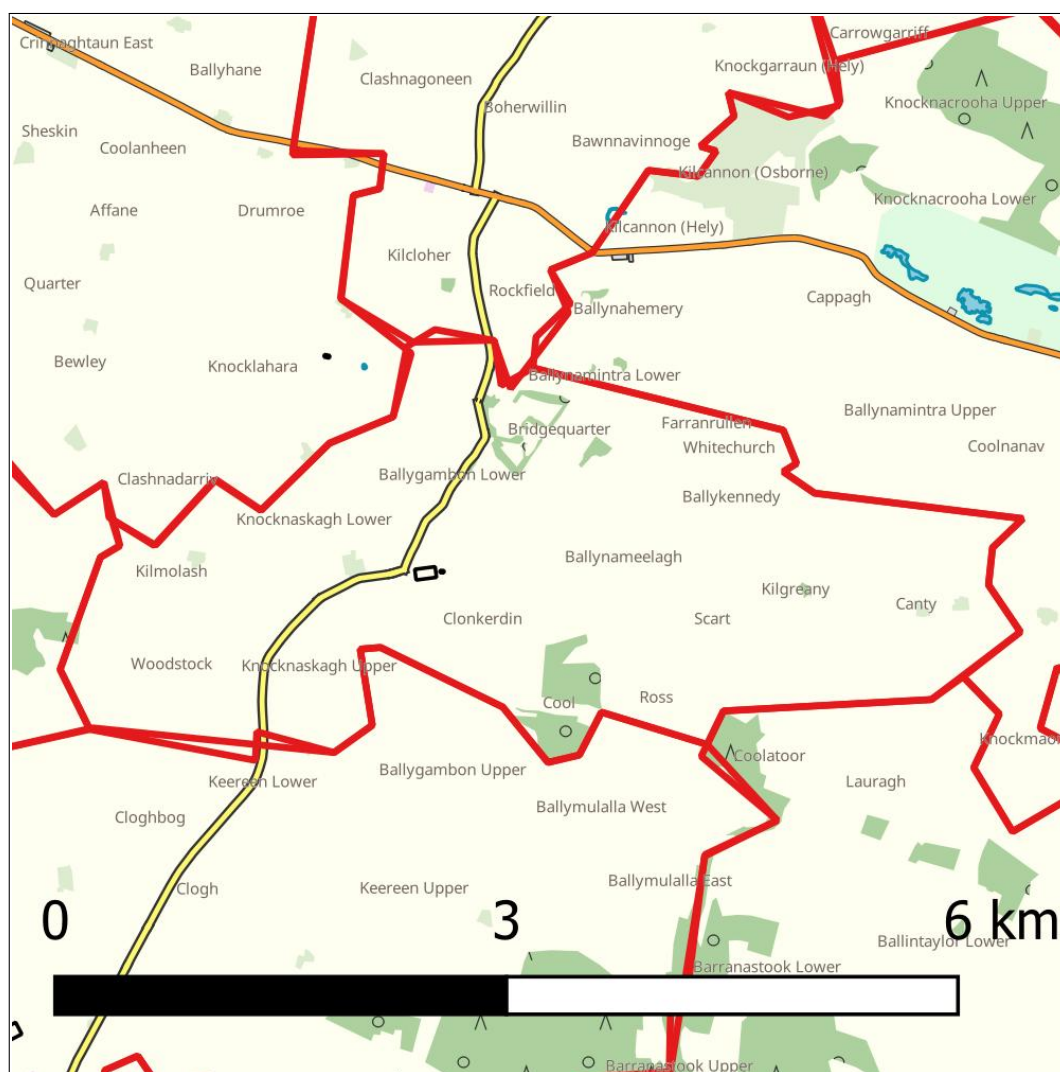 Carrowgarriff
Crinnaghtaun East
Knockgarraun (Hely)
Ballyhane
Clashnagoneen
Knocknacrooha Upper
Boherwillin
Sheskin
Bawnnavinnoge
Coolanheen
Kilcannon (Osborne)
Knocknacrooha Lower
Affane
Drumroe
Kilcannon (Hely)
Kilcloher
Quarter
Rockfield
Cappagh
Ballynahemery
Bewley
Knocklahara
Ballynamintra Lower
Ballynamintra Upper
Farranrullen
Bridgequarter
Whitechurch
Coolnanav
Ballygambon Lower
Clashnadarriv
Ballykennedy
Knocknaskagh Lower
Ballynameelagh
Kilmolash
Kilgreany
Canty
Clonkerdin
Scart
Woodstock
Knocknaskagh Upper
Ross
Cool
Knockmaon
Coolatoor
Ballygambon Upper
Keereen Lower
Lauragh
Ballymulalla West
Cloghbog
Ballymulalla East
Clogh
Keereen Upper
0 3 6 km
Ballintaylor Lower
Barranastook Lower
Barranastook Upper